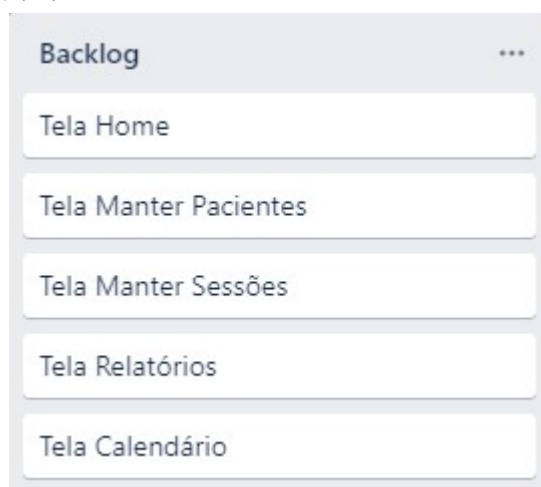 Backlog
Tela Home
Tela Manter Pacientes
Tela Manter Sessões
Tela Relatórios
Tela Calendário